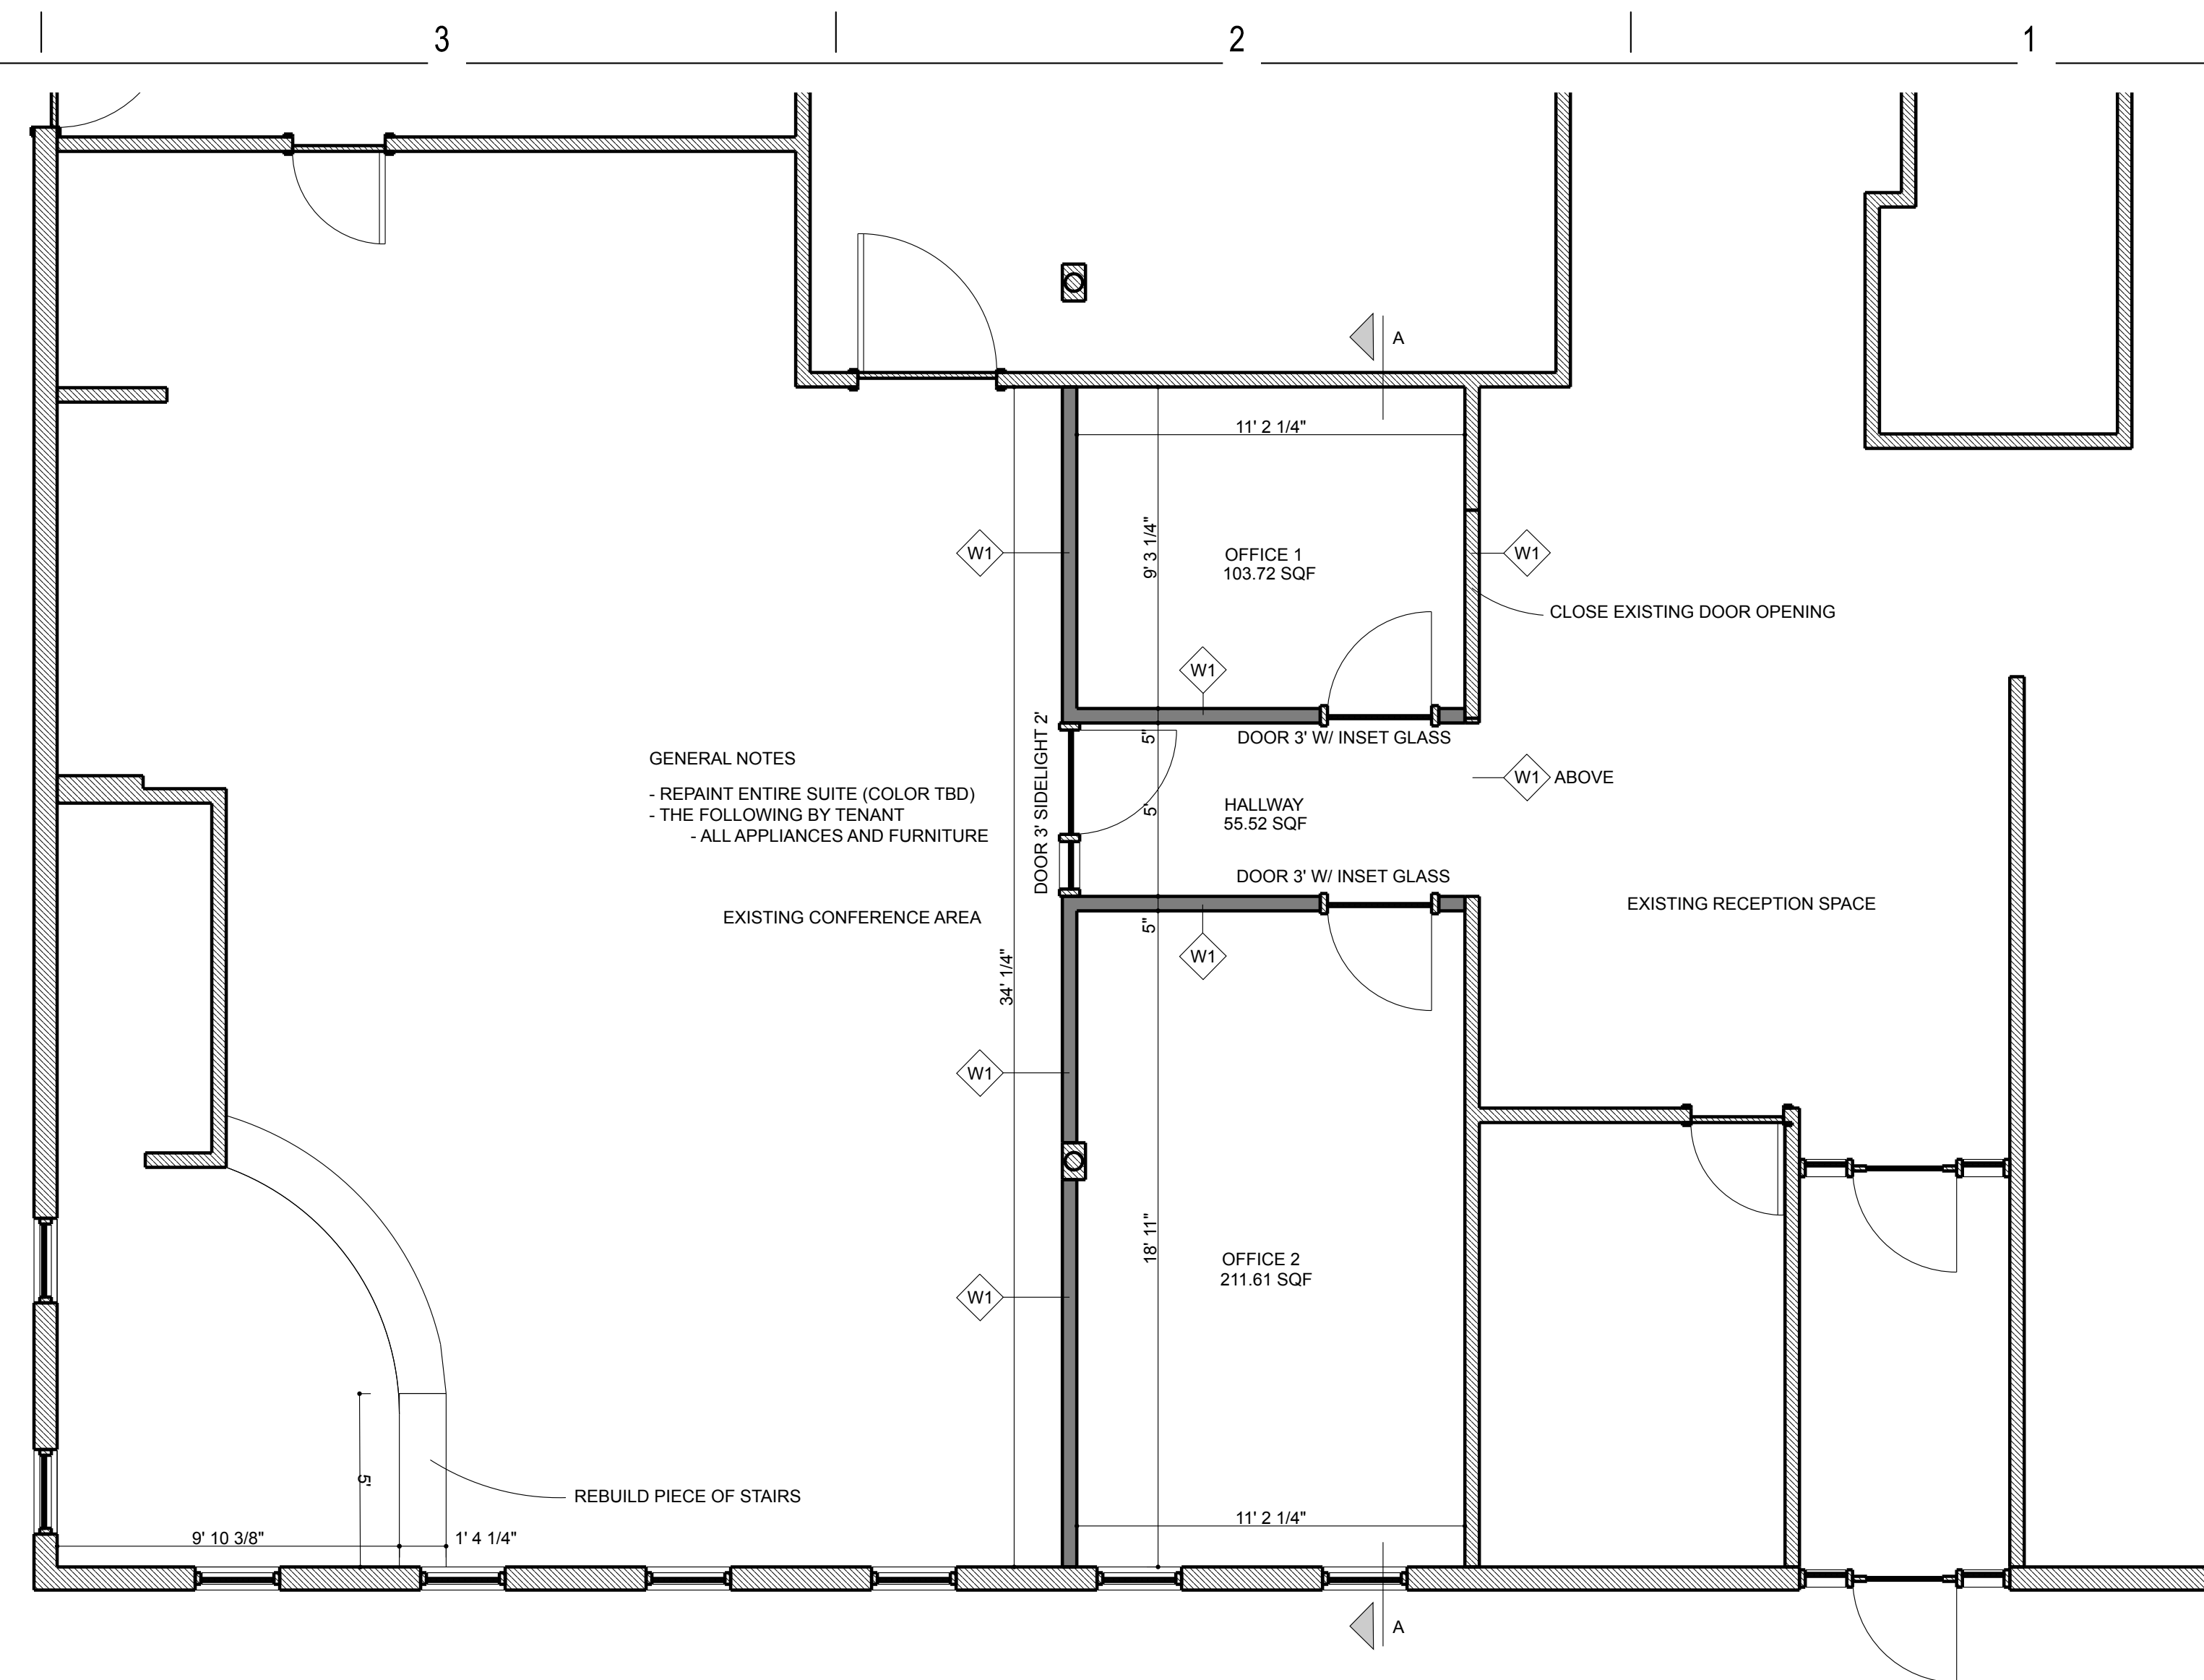 3
2
1
A
11' 2 1/4"
9' 3 1/4"
W1
OFFICE 1
103.72 SQF
W1
CLOSE EXISTING DOOR OPENING
W1
DOOR 3' SIDELIGHT 2'
5"
DOOR 3' W/ INSET GLASS
GENERAL NOTES
- REPAINT ENTIRE SUITE (COLOR TBD)
- THE FOLLOWING BY TENANT
- ALL APPLIANCES AND FURNITURE
W1 ABOVE
5'
HALLWAY
55.52 SQF
DOOR 3' W/ INSET GLASS
EXISTING CONFERENCE AREA
5"
EXISTING RECEPTION SPACE
34' 1/4"
W1
W1
18' 11"
OFFICE 2
211.61 SQF
W1
5'
REBUILD PIECE OF STAIRS
9' 10 3/8"
1' 4 1/4"
11' 2 1/4"
A